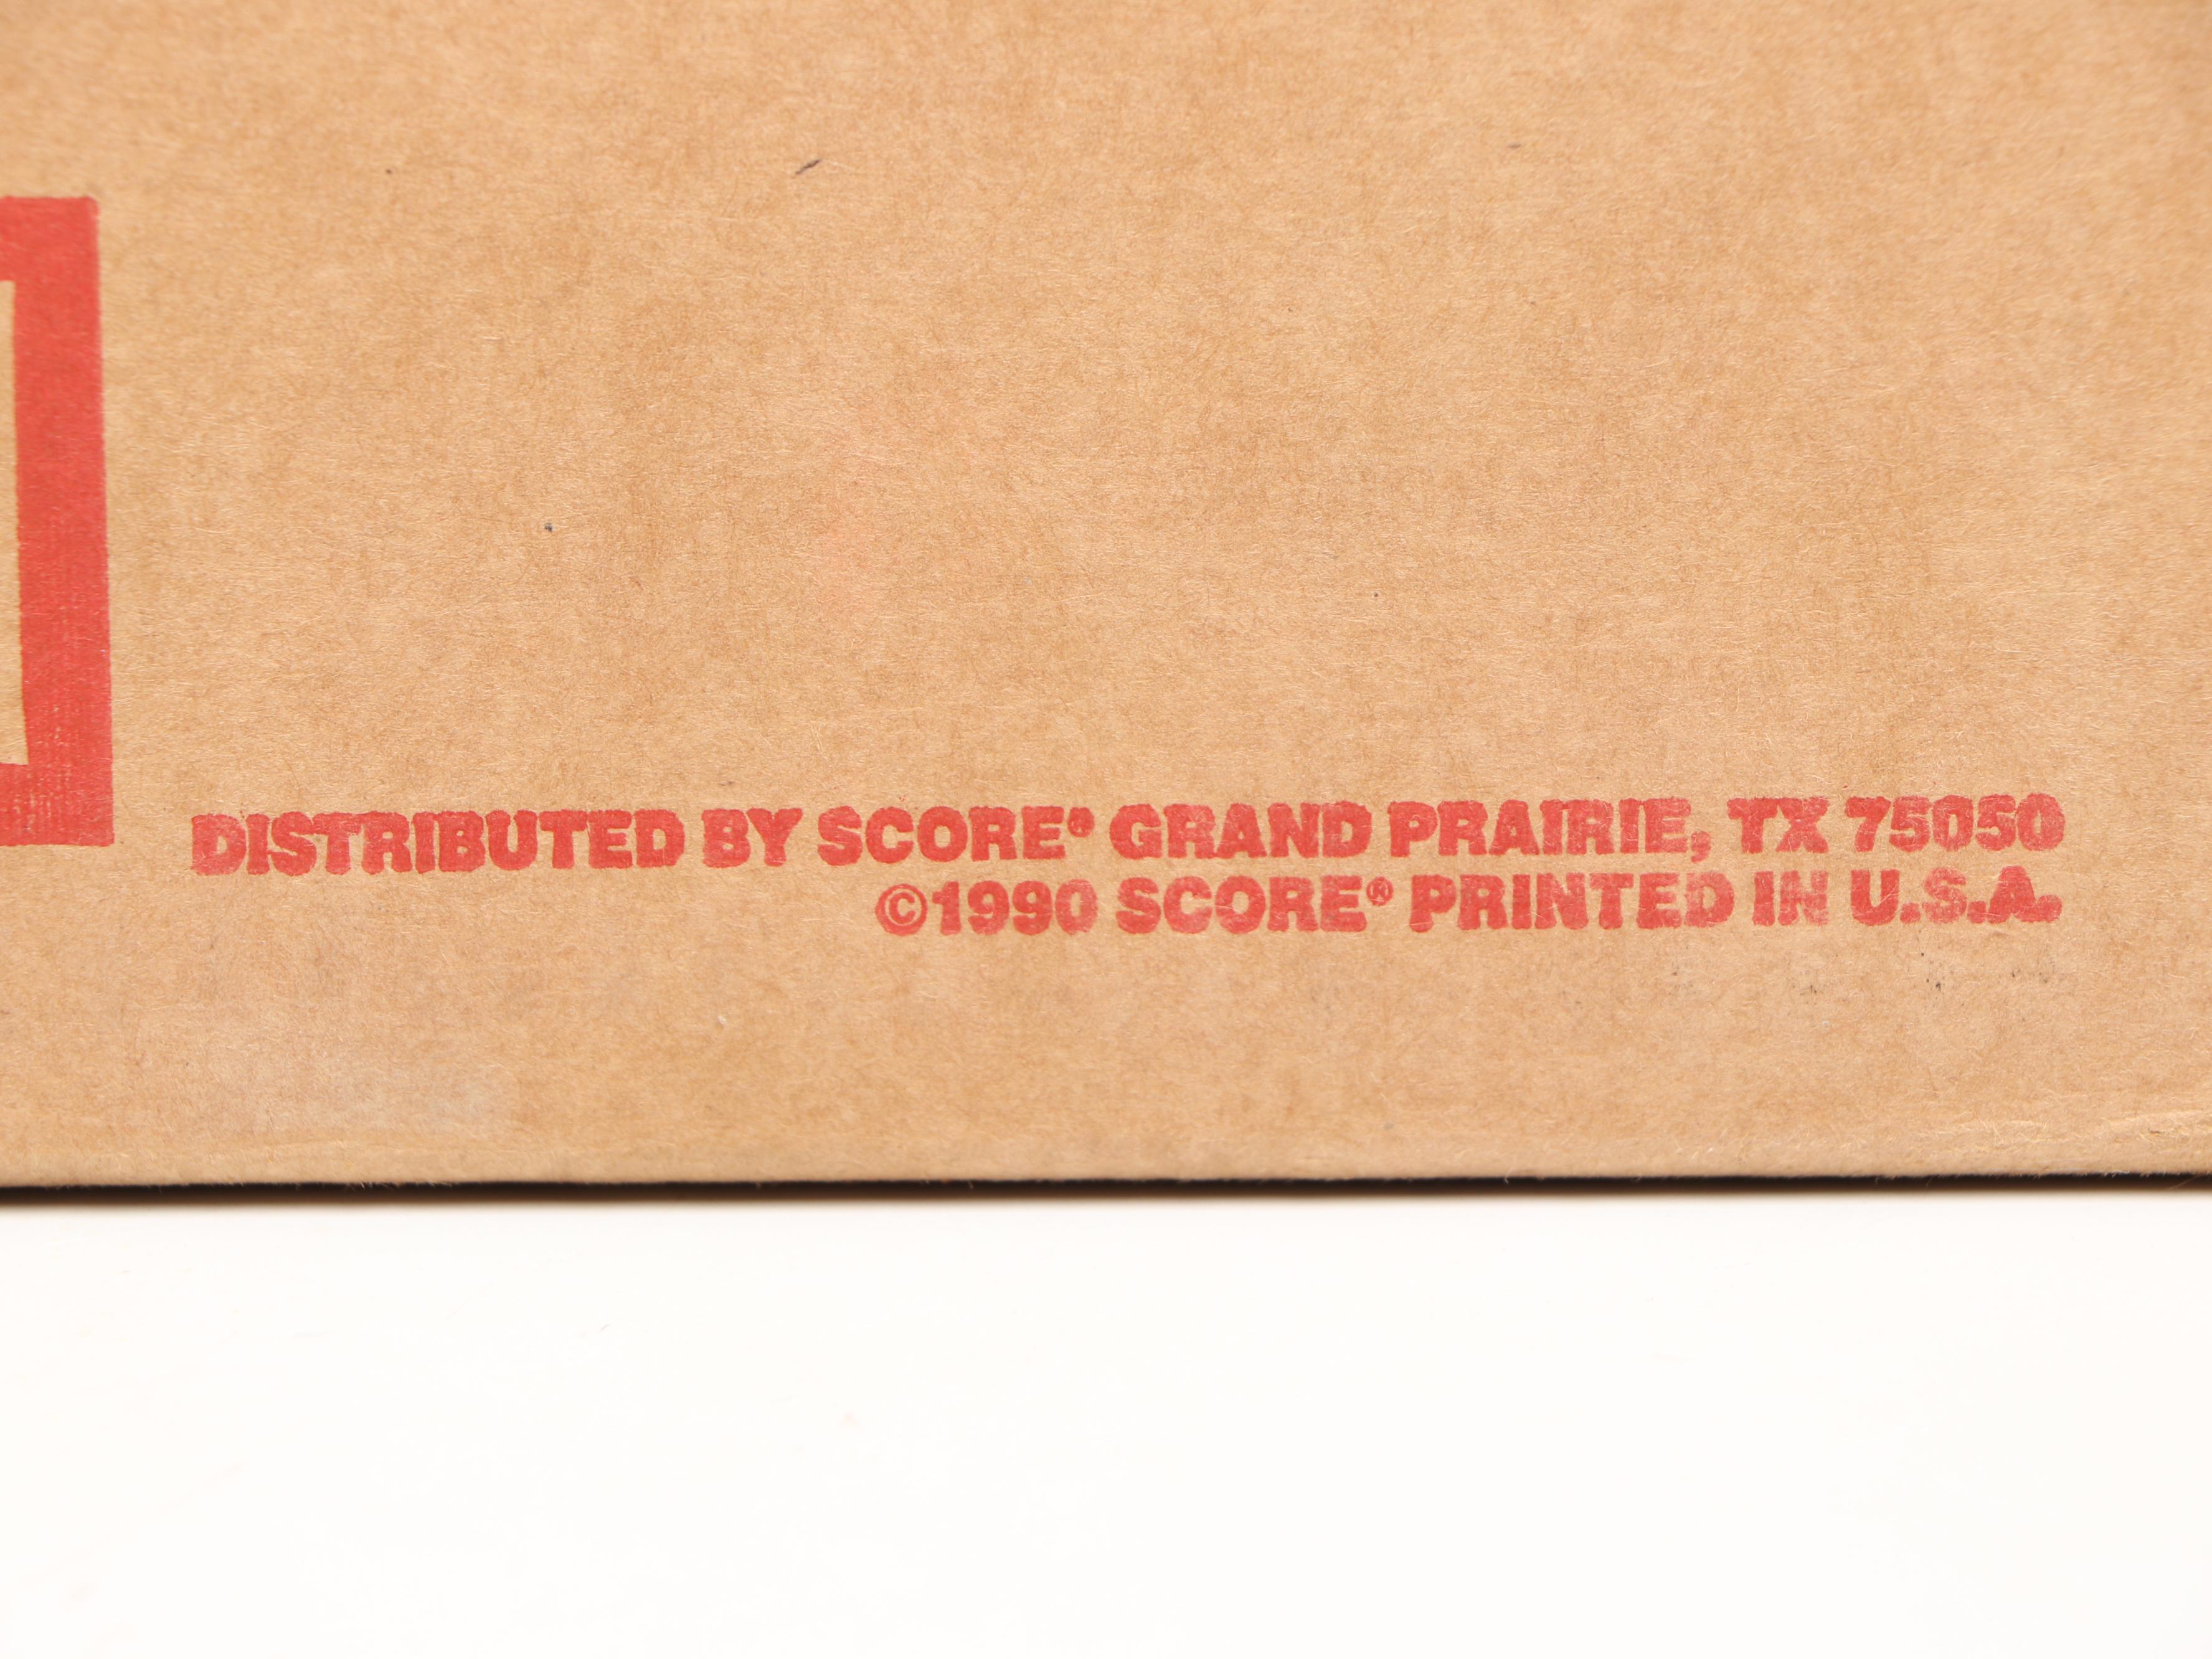 DISTRIBUTED BY SCORE® GRAND PRAIRIE, TX 75050
©1990 SCORE® PRINTED IN U.S.A.